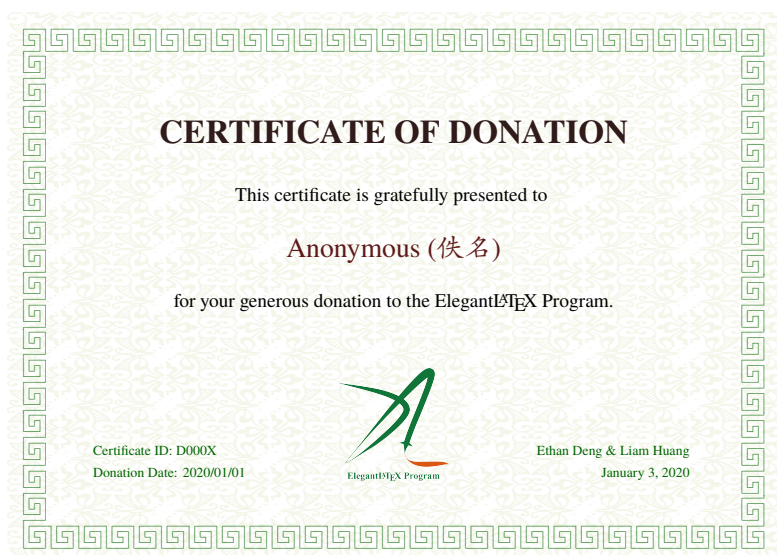 CERTIFICATE OF DONATION
This certificate is gratefully presented to
Anonymous (佚名)
for your generous donation to the ElegantLATEX Program.
Certificate ID: D000X
Donation Date: 2020/01/01
ElegantLATEX Program
Ethan Deng & Liam Huang
January 3, 2020